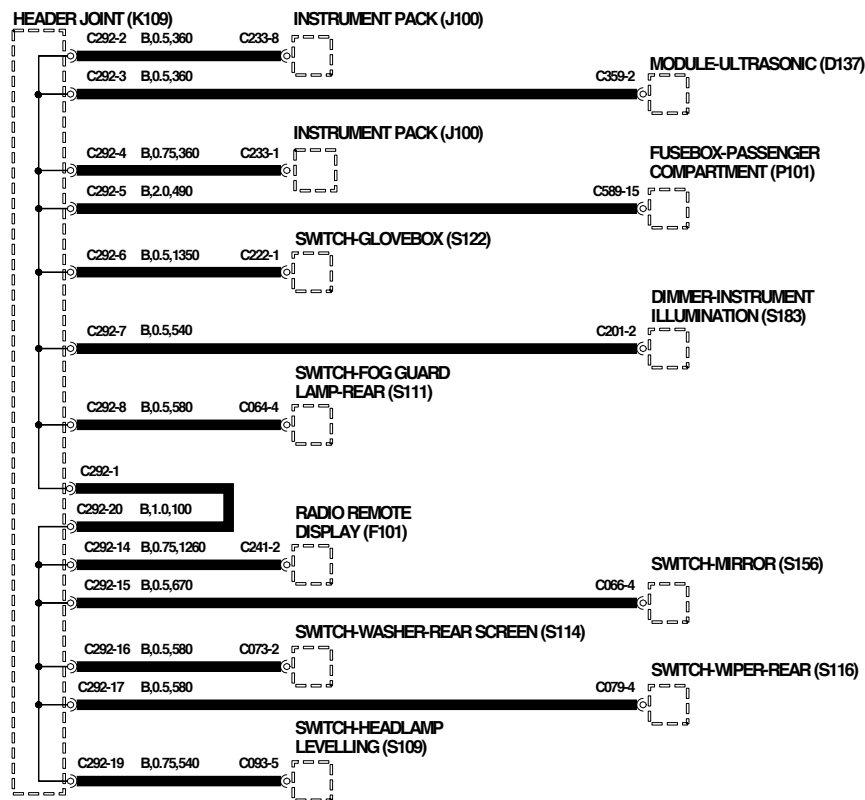 HEADER JOINT (K109)
INSTRUMENT PACK (J100)
C292-2 B,0.5,360 C233-8
MODULE-ULTRASONIC (D137)
C292-3 B,0.5,360 C359-2
INSTRUMENT PACK (J100)
C292-4 B,0.75,360 C233-1
FUSEBOX-PASSENGER
COMPARTMENT (P101)
C292-5 B,2.0,490 C589-15
SWITCH-GLOVEBOX (S122)
C292-6 B,0.5,1350 C222-1
DIMMER-INSTRUMENT
ILLUMINATION (S183)
C292-7 B,0.5,540 C201-2
SWITCH-FOG GUARD
LAMP-REAR (S111)
C292-8 B,0.5,580 C064-4
C292-1
C292-20 B,1.0,100
RADIO REMOTE
DISPLAY (F101)
C292-14 B,0.75,1260 C241-2
SWITCH-MIRROR (S156)
C292-15 B,0.5,670 C066-4
SWITCH-WASHER-REAR SCREEN (S114)
C292-16 B,0.5,580 C073-2
SWITCH-WIPER-REAR (S116)
C292-17 B,0.5,580 C079-4
SWITCH-HEADLAMP
LEVELLING (S109)
C292-19 B,0.75,540 C093-5